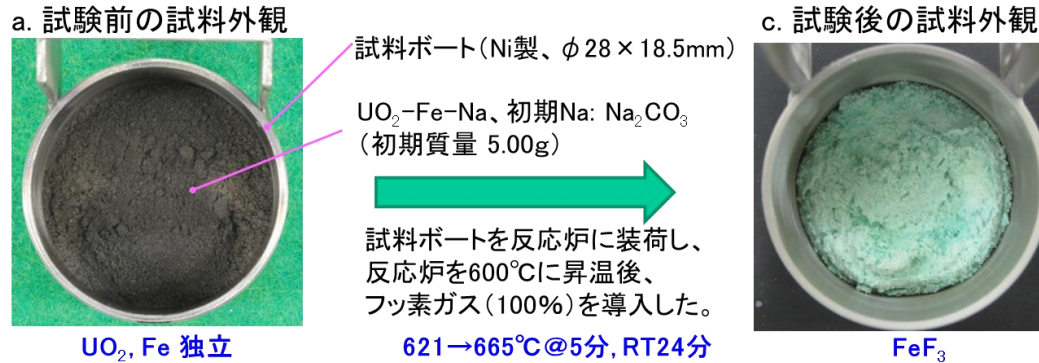 a. 試験前の試料外観
試料ボート(Ni製、φ28×18.5mm)
UO₂-Fe-Na、初期Na: Na₂CO₃
(初期質量 5.00g)
試料ボートを反応炉に装荷し、
反応炉を600℃に昇温後、
フッ素ガス(100%)を導入した。
UO₂, Fe 独立
621→665℃@5分, RT24分
c. 試験後の試料外観
FeF₃